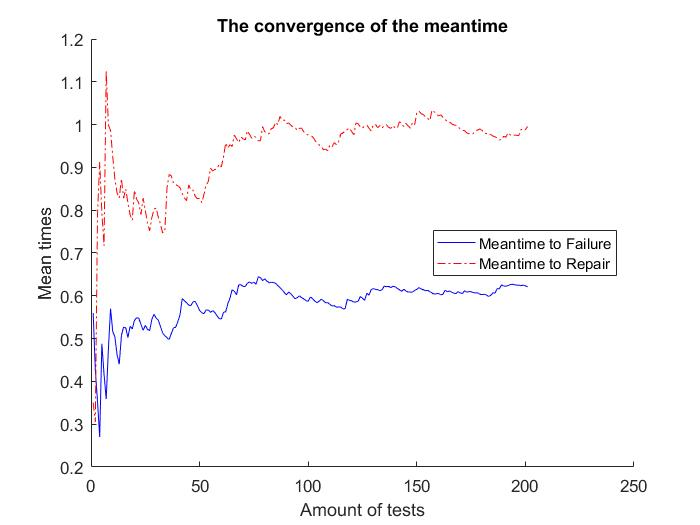 The convergence of the meantime
1.2
1.1
1
0.9
0.8
0.7
0.6
0.5
0.4
0.3
0.2
Mean times
Meantime to Failure
Meantime to Repair
0 50 100 150 200 250
Amount of tests